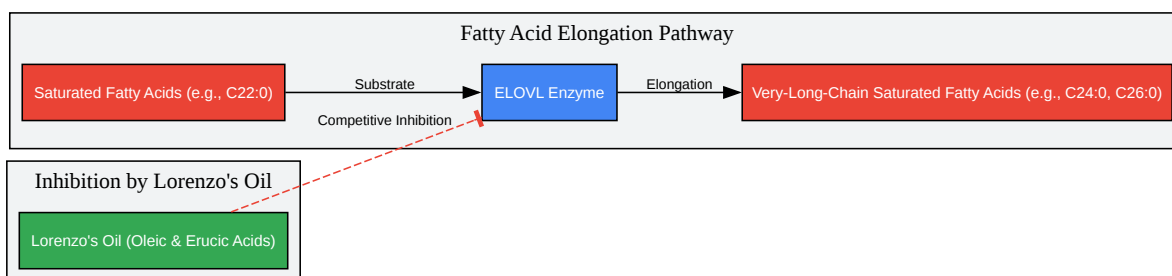 Fatty Acid Elongation Pathway
Saturated Fatty Acids (e.g., C22:0)
Substrate
ELOVL Enzyme
Elongation
Very-Long-Chain Saturated Fatty Acids (e.g., C24:0, C26:0)
Competitive Inhibition
Inhibition by Lorenzo's Oil
Lorenzo's Oil (Oleic & Erucic Acids)